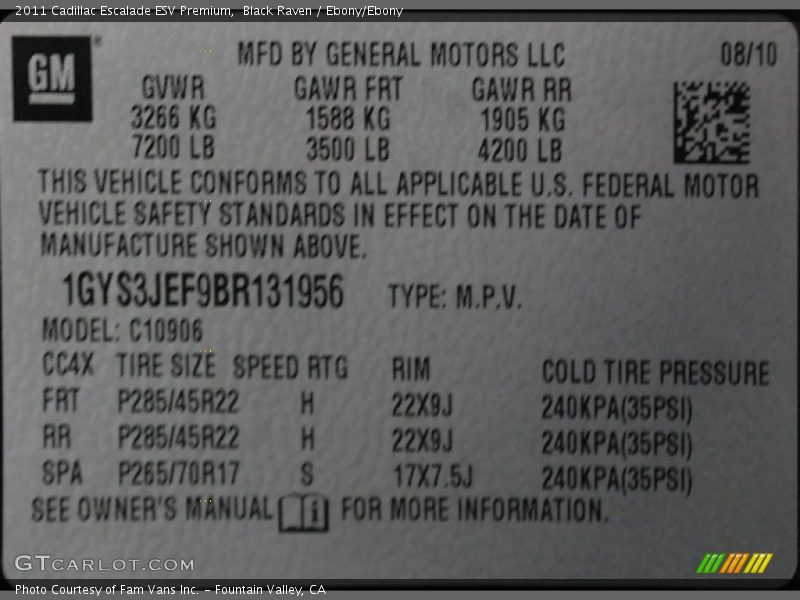 2011 Cadillac Escalade ESV Premium,  Black Raven / Ebony/Ebony
GM
MFD BY GENERAL MOTORS LLC 08/10
GVWR GAWR FRT GAWR RR
3266 KG 1588 KG 1905 KG
7200 LB 3500 LB 4200 LB
THIS VEHICLE CONFORMS TO ALL APPLICABLE U.S. FEDERAL MOTOR
VEHICLE SAFETY STANDARDS IN EFFECT ON THE DATE OF
MANUFACTURE SHOWN ABOVE.
1GYS3JEF9BR131956 TYPE: M.P.V.
MODEL: C10906
CC4X TIRE SIZE SPEED RTG RIM COLD TIRE PRESSURE
FRT P285/45R22 H 22X9J 240KPA(35PSI)
RR P285/45R22 H 22X9J 240KPA(35PSI)
SPA P265/70R17 S 17X7.5J 240KPA(35PSI)
SEE OWNER'S MANUAL FOR MORE INFORMATION.
GTCARLOT.COM
Photo Courtesy of Fam Vans Inc. - Fountain Valley, CA